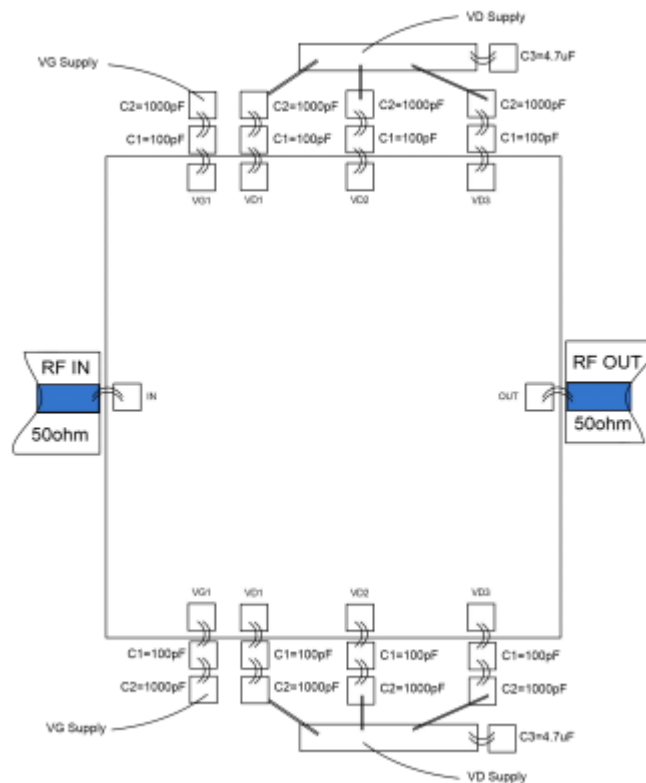 VD Supply
VG Supply
C3=4.7uF
C2=1000pF C2=1000pF C2=1000pF C2=1000pF
C1=100pF C1=100pF C1=100pF C1=100pF
VG1 VD1 VD2 VD3
RF IN RF OUT
IN OUT
50ohm 50ohm
VG1 VD1 VD2 VD3
C1=100pF C1=100pF C1=100pF C1=100pF
C2=1000pF C2=1000pF C2=1000pF C2=1000pF
VG Supply
C3=4.7uF
VD Supply